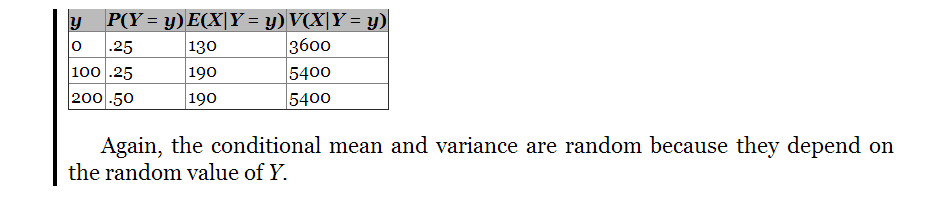 y P(Y = y) E(X|Y = y) V(X|Y = y)
0 .25 130 3600
100 .25 190 5400
200 .50 190 5400
Again, the conditional mean and variance are random because they depend on
the random value of Y.